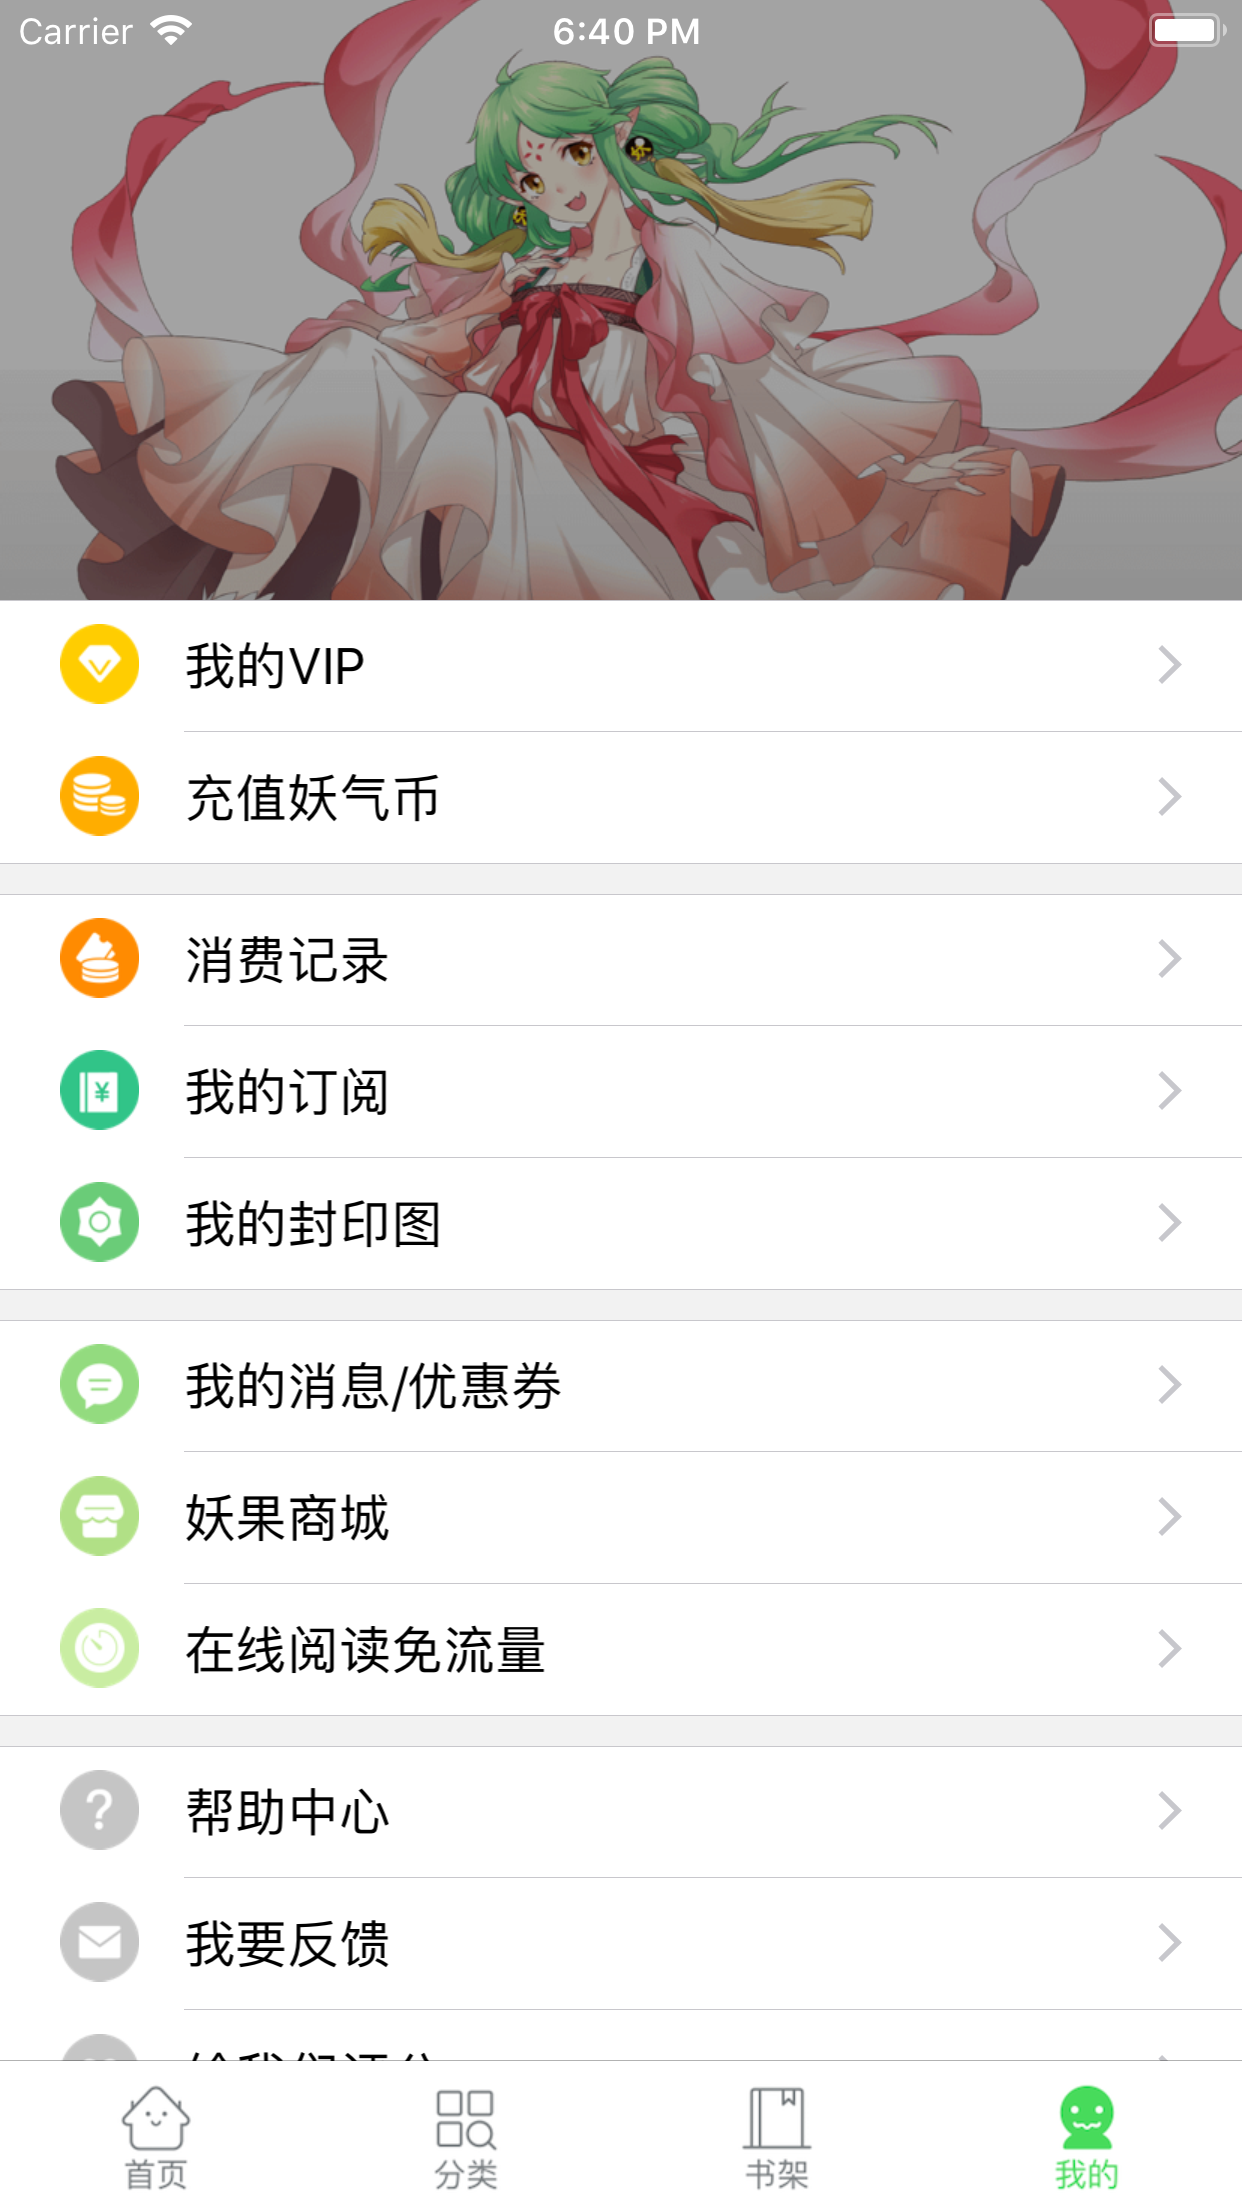 Carrier
6:40 PM
我的VIP
充值妖气币
消费记录
我的订阅
我的封印图
我的消息/优惠券
妖果商城
在线阅读免流量
帮助中心
我要反馈
首页
分类
书架
我的